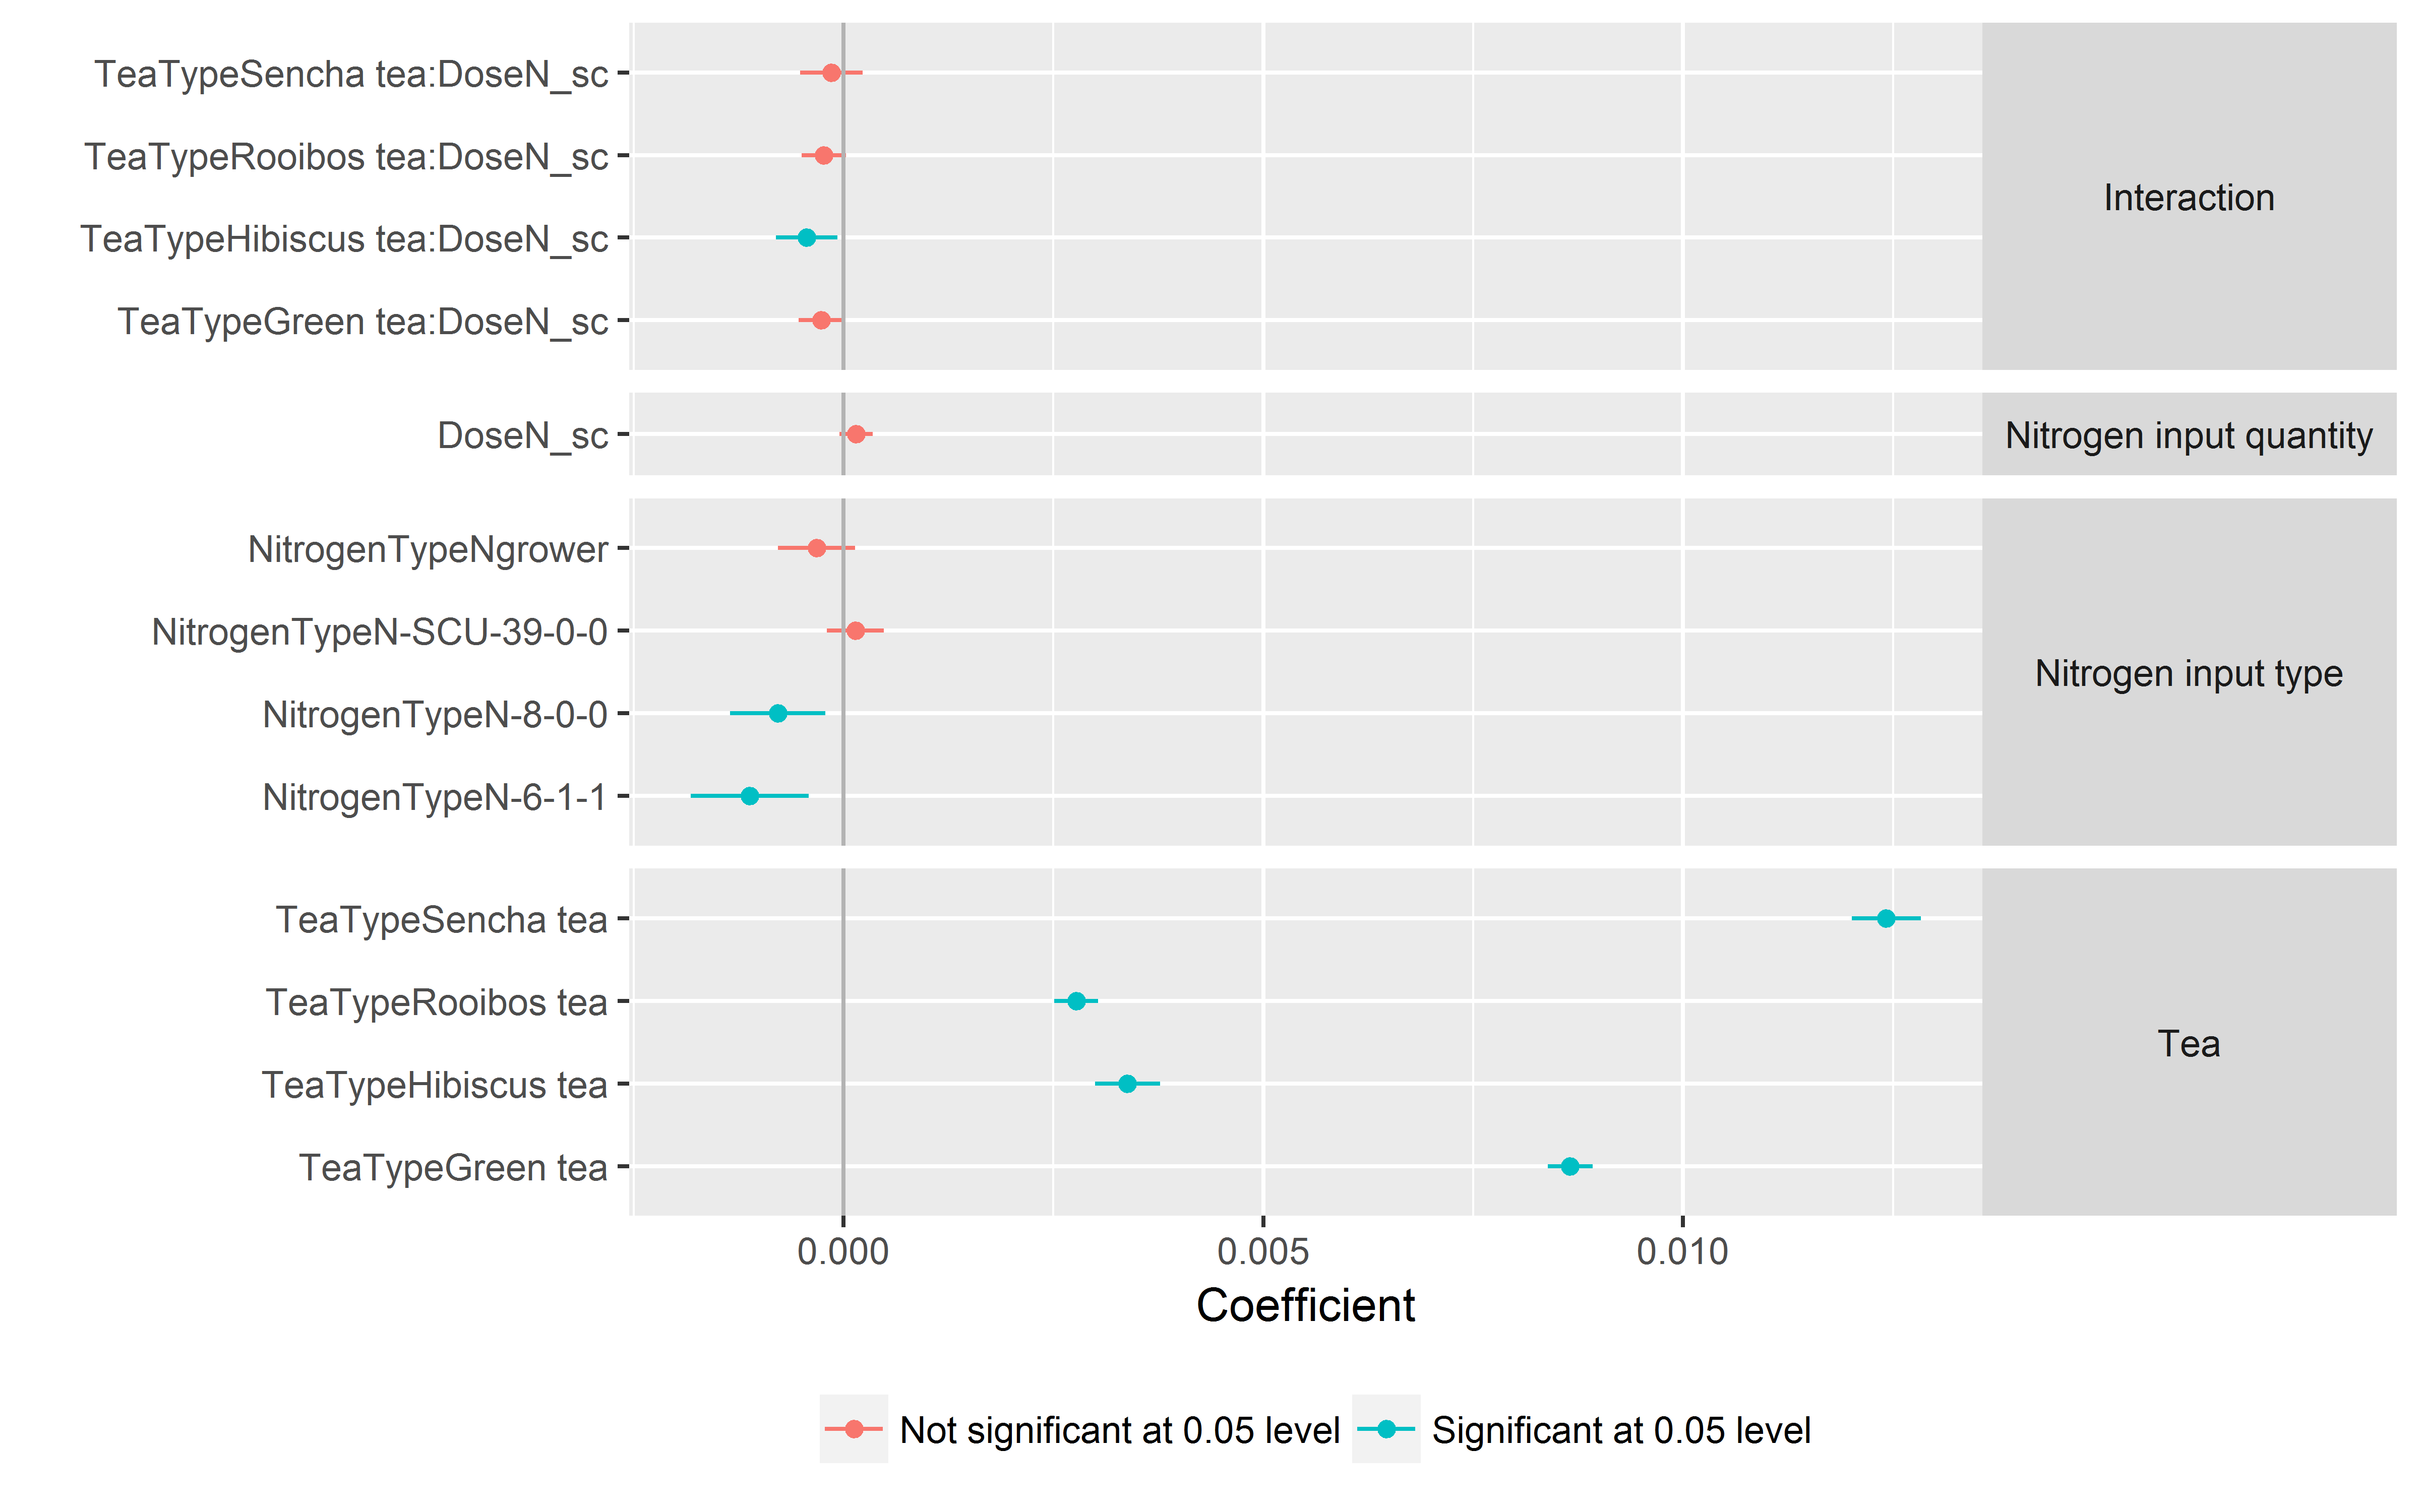 TeaTypeSencha tea:DoseN_sc
TeaTypeRooibos tea:DoseN_sc
TeaTypeHibiscus tea:DoseN_sc
TeaTypeGreen tea:DoseN_sc
Interaction
DoseN_sc
Nitrogen input quantity
NitrogenTypeNgrower
NitrogenTypeN-SCU-39-0-0
NitrogenTypeN-8-0-0
NitrogenTypeN-6-1-1
Nitrogen input type
TeaTypeSencha tea
TeaTypeRooibos tea
TeaTypeHibiscus tea
TeaTypeGreen tea
Tea
0.000 0.005 0.010
Coefficient
Not significant at 0.05 level Significant at 0.05 level